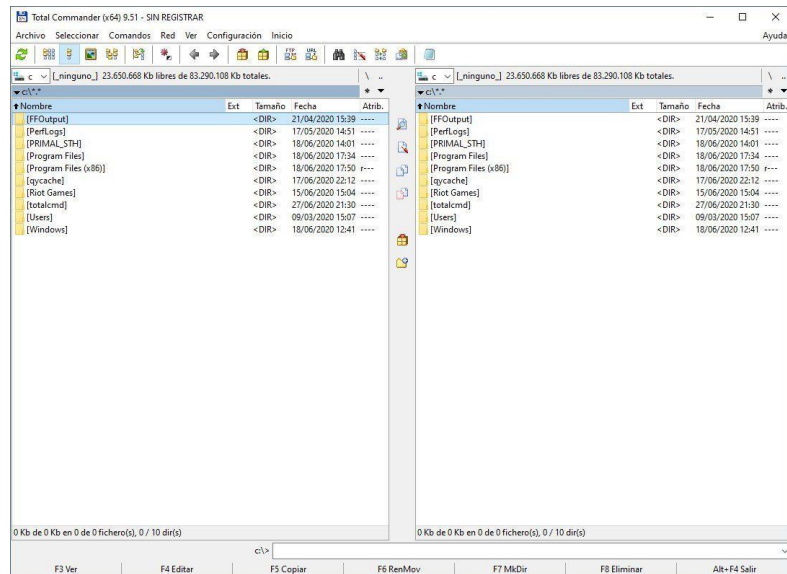 Total Commander (x64) 9.51 - SIN REGISTRAR
Archivo Seleccionar Comandos Red Ver Configuración Inicio Ayuda
FTP URL
c [_ninguno_] 23.650.668 Kb libres de 83.290.108 Kb totales. \ ..
c:\*.* * 
Nombre Ext Tamaño Fecha Atrib.
[FFOutput] <DIR> 21/04/2020 15:39 ----
[PerfLogs] <DIR> 17/05/2020 14:51 ----
[PRIMAL_STH] <DIR> 18/06/2020 14:01 ----
[Program Files] <DIR> 18/06/2020 17:34 ----
[Program Files (x86)] <DIR> 18/06/2020 17:50 r---
[qycache] <DIR> 17/06/2020 22:12 ----
[Riot Games] <DIR> 15/06/2020 15:04 ----
[totalcmd] <DIR> 27/06/2020 21:30 ----
[Users] <DIR> 09/03/2020 15:07 ----
[Windows] <DIR> 18/06/2020 12:41 ----
0 Kb de 0 Kb en 0 de 0 fichero(s), 0 / 10 dir(s)
c [_ninguno_] 23.650.668 Kb libres de 83.290.108 Kb totales. \ ..
c:\*.* *
Nombre Ext Tamaño Fecha Atrib.
[FFOutput] <DIR> 21/04/2020 15:39 ----
[PerfLogs] <DIR> 17/05/2020 14:51 ----
[PRIMAL_STH] <DIR> 18/06/2020 14:01 ----
[Program Files] <DIR> 18/06/2020 17:34 ----
[Program Files (x86)] <DIR> 18/06/2020 17:50 r---
[qycache] <DIR> 17/06/2020 22:12 ----
[Riot Games] <DIR> 15/06/2020 15:04 ----
[totalcmd] <DIR> 27/06/2020 21:30 ----
[Users] <DIR> 09/03/2020 15:07 ----
[Windows] <DIR> 18/06/2020 12:41 ----
0 Kb de 0 Kb en 0 de 0 fichero(s), 0 / 10 dir(s)
c:\>
F3 Ver F4 Editar F5 Copiar F6 RenMov F7 MkDir F8 Eliminar Alt+F4 Salir